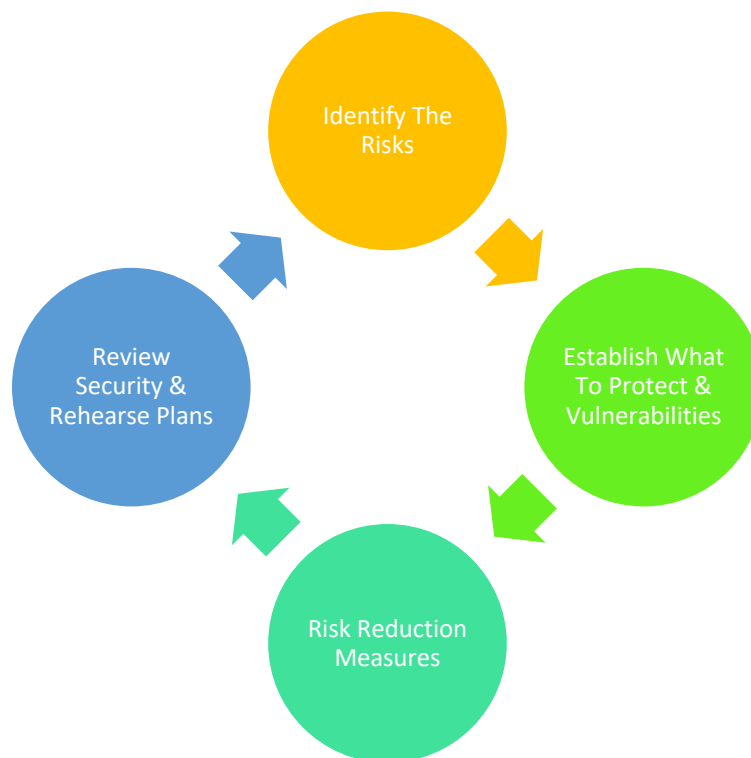 Identify The
Risks
Establish What
To Protect &
Vulnerabilities
Risk Reduction
Measures
Review
Security &
Rehearse Plans